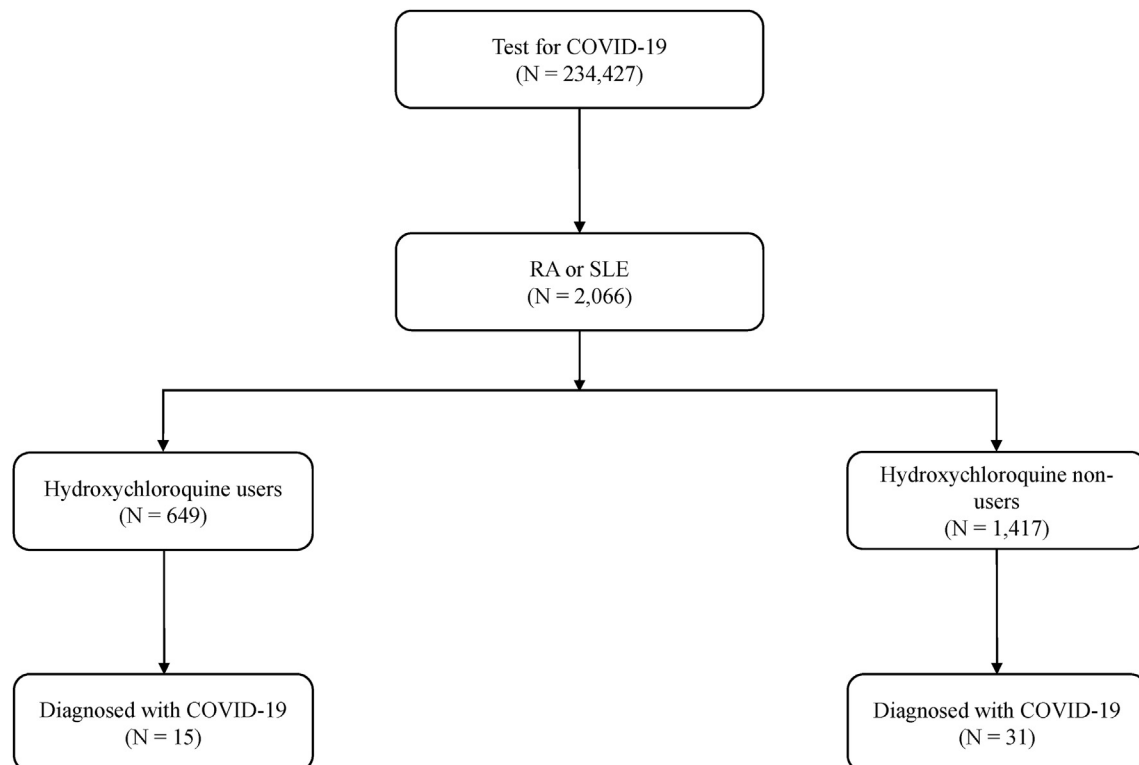 Test for COVID-19
(N = 234,427)
RA or SLE
(N = 2,066)
Hydroxychloroquine users
(N = 649)
Hydroxychloroquine non-
users
(N = 1,417)
Diagnosed with COVID-19
(N = 15)
Diagnosed with COVID-19
(N = 31)